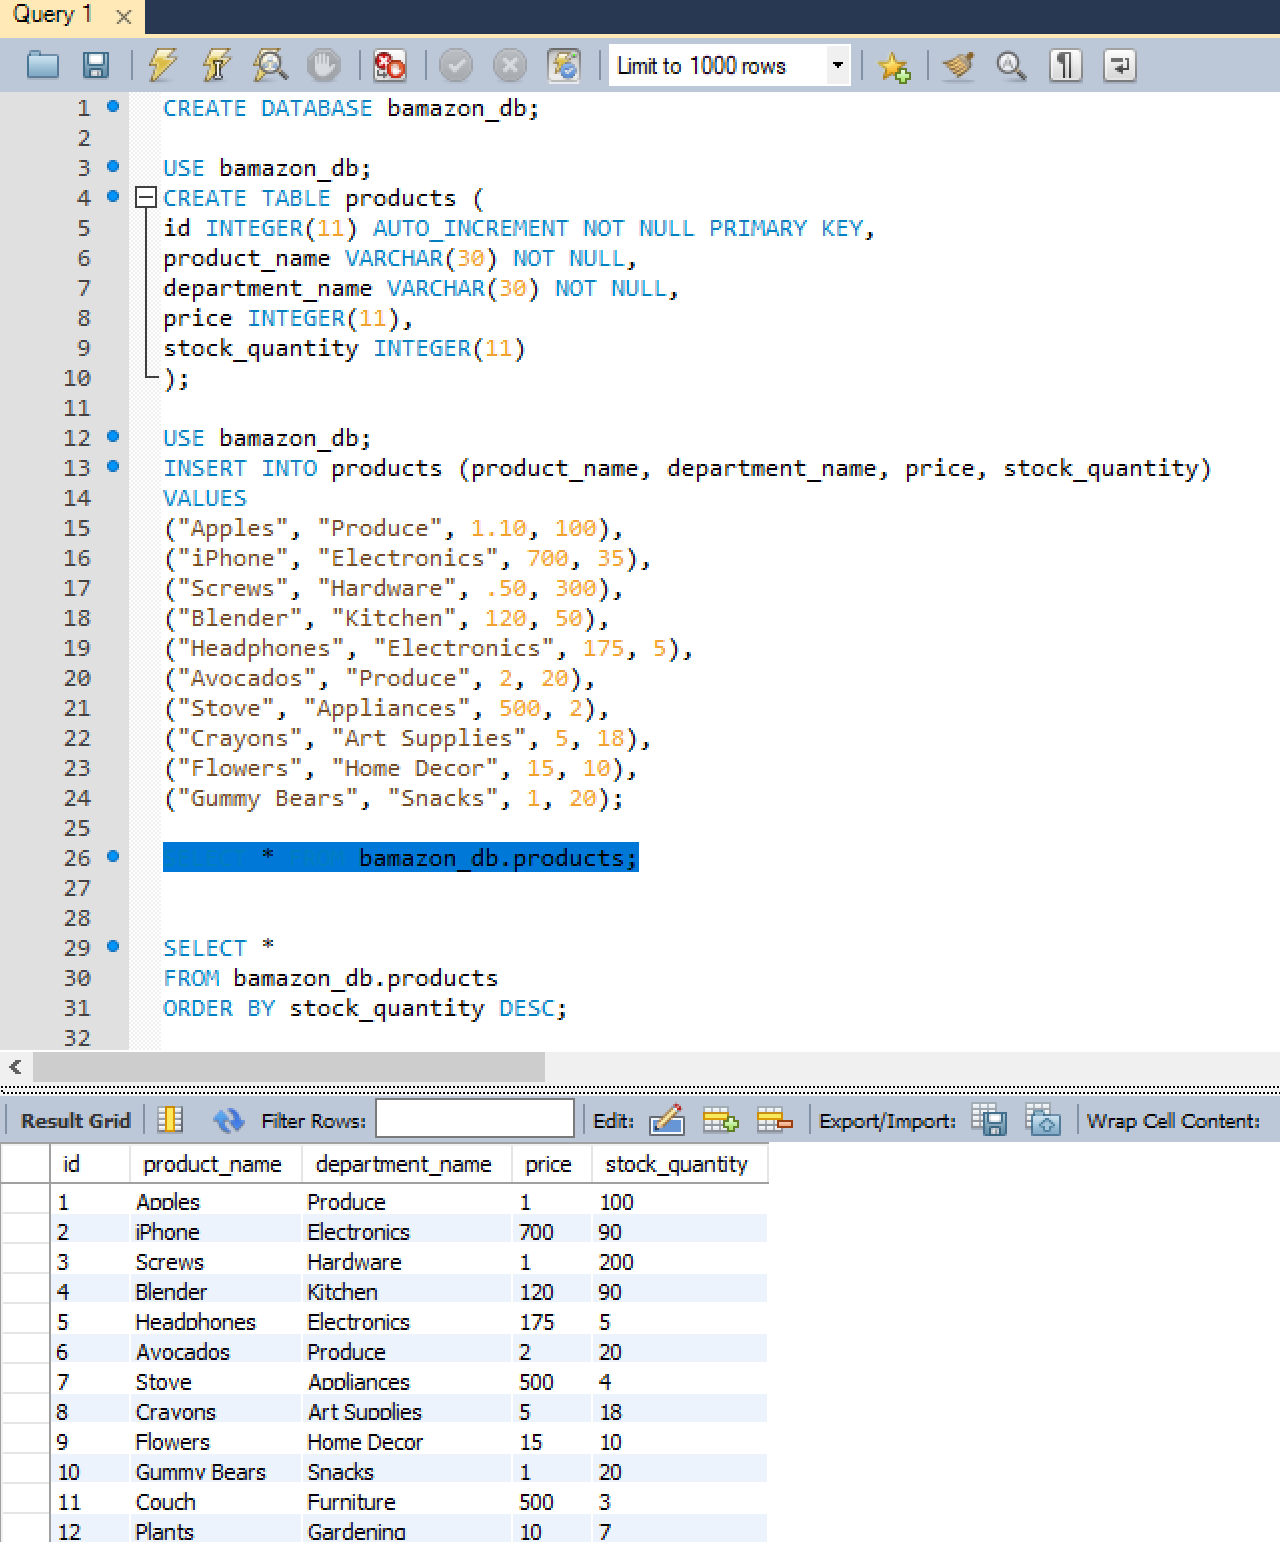 Query 1
Limit to 1000 rows
1 CREATE DATABASE bamazon_db;
2
3 USE bamazon_db;
4 CREATE TABLE products (
5 id INTEGER(11) AUTO_INCREMENT NOT NULL PRIMARY KEY,
6 product_name VARCHAR(30) NOT NULL,
7 department_name VARCHAR(30) NOT NULL,
8 price INTEGER(11),
9 stock_quantity INTEGER(11)
10 );
11
12 USE bamazon_db;
13 INSERT INTO products (product_name, department_name, price, stock_quantity)
14 VALUES
15 ("Apples", "Produce", 1.10, 100),
16 ("iPhone", "Electronics", 700, 35),
17 ("Screws", "Hardware", .50, 300),
18 ("Blender", "Kitchen", 120, 50),
19 ("Headphones", "Electronics", 175, 5),
20 ("Avocados", "Produce", 2, 20),
21 ("Stove", "Appliances", 500, 2),
22 ("Crayons", "Art Supplies", 5, 18),
23 ("Flowers", "Home Decor", 15, 10),
24 ("Gummy Bears", "Snacks", 1, 20);
25
26 SELECT * FROM bamazon_db.products;
27
28
29 SELECT *
30 FROM bamazon_db.products
31 ORDER BY stock_quantity DESC;
32
Result Grid Filter Rows: Edit: Export/Import: Wrap Cell Content:
id product_name department_name price stock_quantity
1 Apples Produce 1 100
2 iPhone Electronics 700 90
3 Screws Hardware 1 200
4 Blender Kitchen 120 90
5 Headphones Electronics 175 5
6 Avocados Produce 2 20
7 Stove Appliances 500 4
8 Crayons Art Supplies 5 18
9 Flowers Home Decor 15 10
10 Gummy Bears Snacks 1 20
11 Couch Furniture 500 3
12 Plants Gardening 10 7